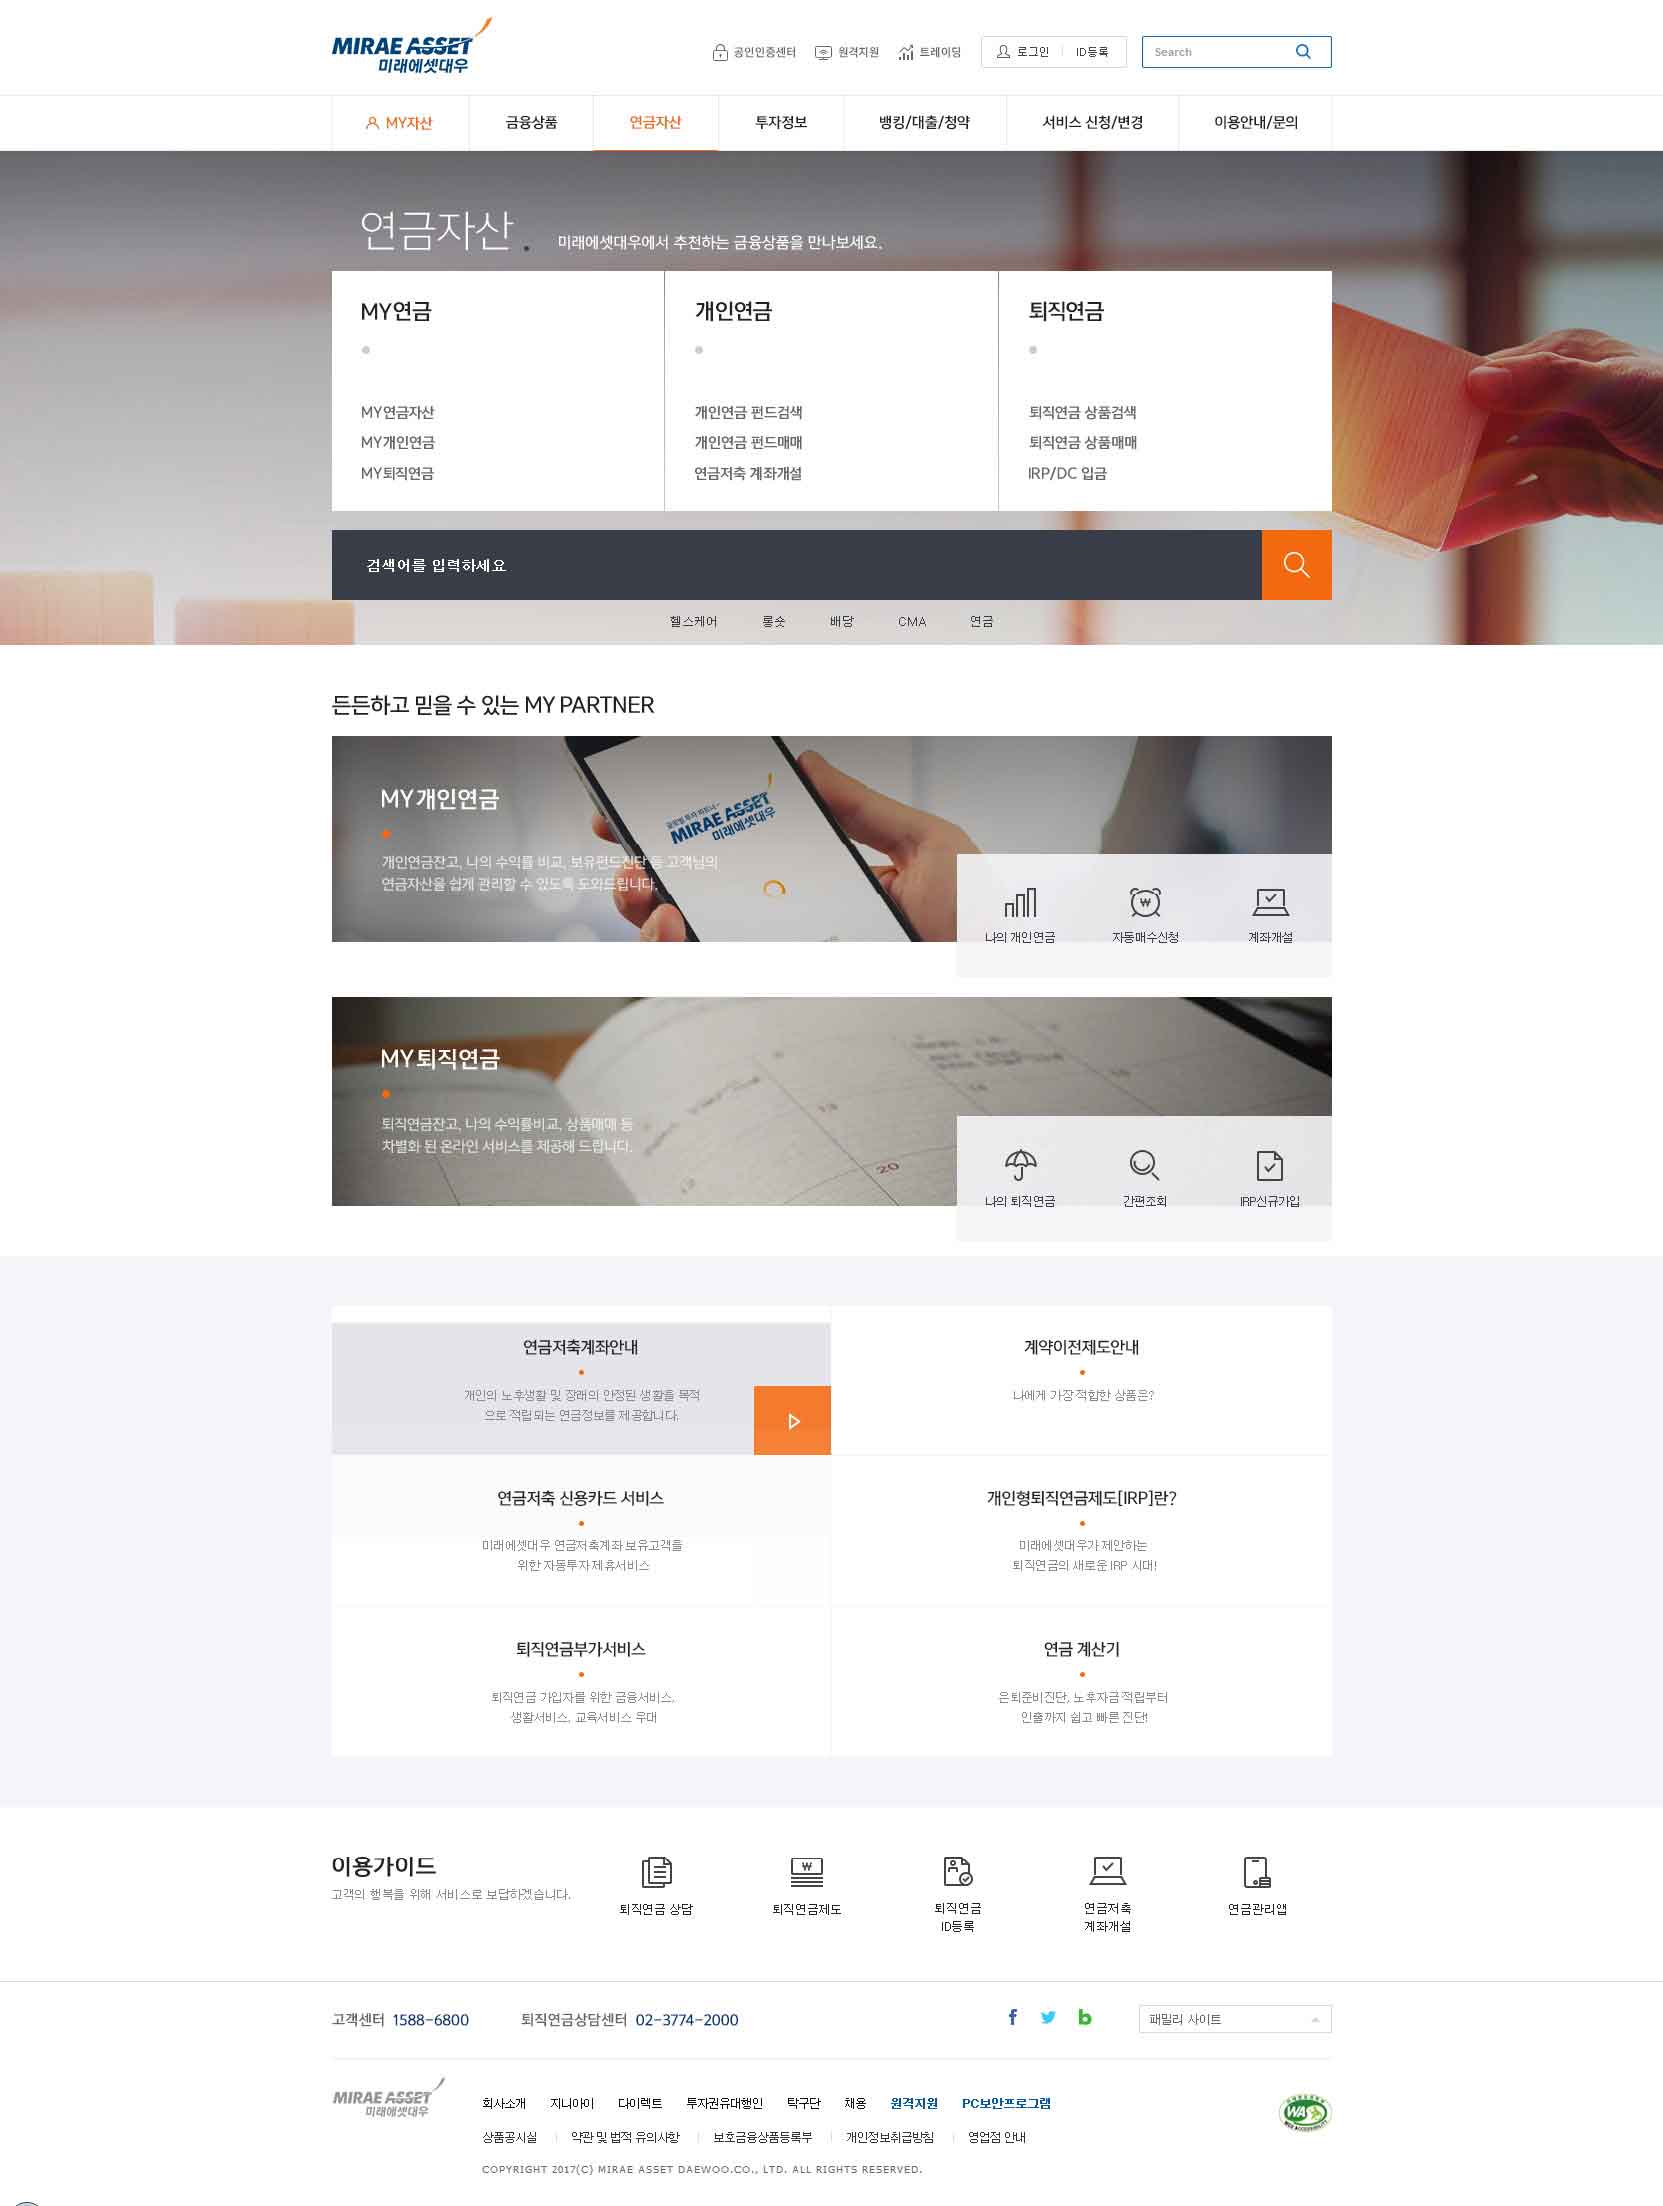 MIRAE ASSET
미래에셋대우
공인인증센터 원격지원 트레이딩 로그인 ID등록 Search
MY자산 금융상품 연금자산 투자정보 뱅킹/대출/청약 서비스 신청/변경 이용안내/문의
연금자산. 미래에셋대우에서 추천하는 금융상품을 만나보세요.
MY연금
MY연금자산
MY개인연금
MY퇴직연금
개인연금
개인연금 펀드검색
개인연금 펀드매매
연금저축 계좌개설
퇴직연금
퇴직연금 상품검색
퇴직연금 상품매매
IRP/DC 입금
검색어를 입력하세요
헬스케어 롱숏 배당 CMA 연금
든든하고 믿을 수 있는 MY PARTNER
MY개인연금
개인연금잔고, 나의 수익률 비교, 보유펀드진단 등 고객님의
연금자산을 쉽게 관리할 수 있도록 도와드립니다.
글로벌 투자 파트너
MIRAE ASSET
미래에셋대우
나의 개인연금 자동매수신청 계좌개설
MY퇴직연금
퇴직연금잔고, 나의 수익률비교, 상품매매 등
차별화 된 온라인 서비스를 제공해 드립니다.
20
나의 퇴직연금 간편조회 IRP신규가입
연금저축계좌안내
개인의 노후생활 및 장래의 안정된 생활을 목적
으로 적립되는 연금정보를 제공합니다.
계약이전제도안내
나에게 가장 적합한 상품은?
연금저축 신용카드 서비스
미래에셋대우 연금저축계좌 보유고객을
위한 자동투자 제휴서비스
개인형퇴직연금제도[IRP]란?
미래에셋대우가 제안하는
퇴직연금의 새로운 IRP 시대!
퇴직연금부가서비스
퇴직연금 가입자를 위한 금융서비스,
생활서비스, 교육서비스 우대
연금 계산기
은퇴준비진단, 노후자금 적립부터
인출까지 쉽고 빠른 진단!
이용가이드
고객의 행복을 위해 서비스로 보답하겠습니다.
퇴직연금 상담
퇴직연금제도
퇴직연금
ID등록
연금저축
계좌개설
연금관리앱
고객센터 1588-6800 퇴직연금상담센터 02-3774-2000
패밀리 사이트
MIRAE ASSET
미래에셋대우
회사소개 지니아이 다이렉트 투자권유대행인 탁구단 채용 원격지원 PC보안프로그램
상품공시실 약관 및 법적 유의사항 보호금융상품등록부 개인정보취급방침 영업점 안내
COPYRIGHT 2017(C) MIRAE ASSET DAEWOO.CO., LTD. ALL RIGHTS RESERVED.
WA
WEB ACCESSIBILITY